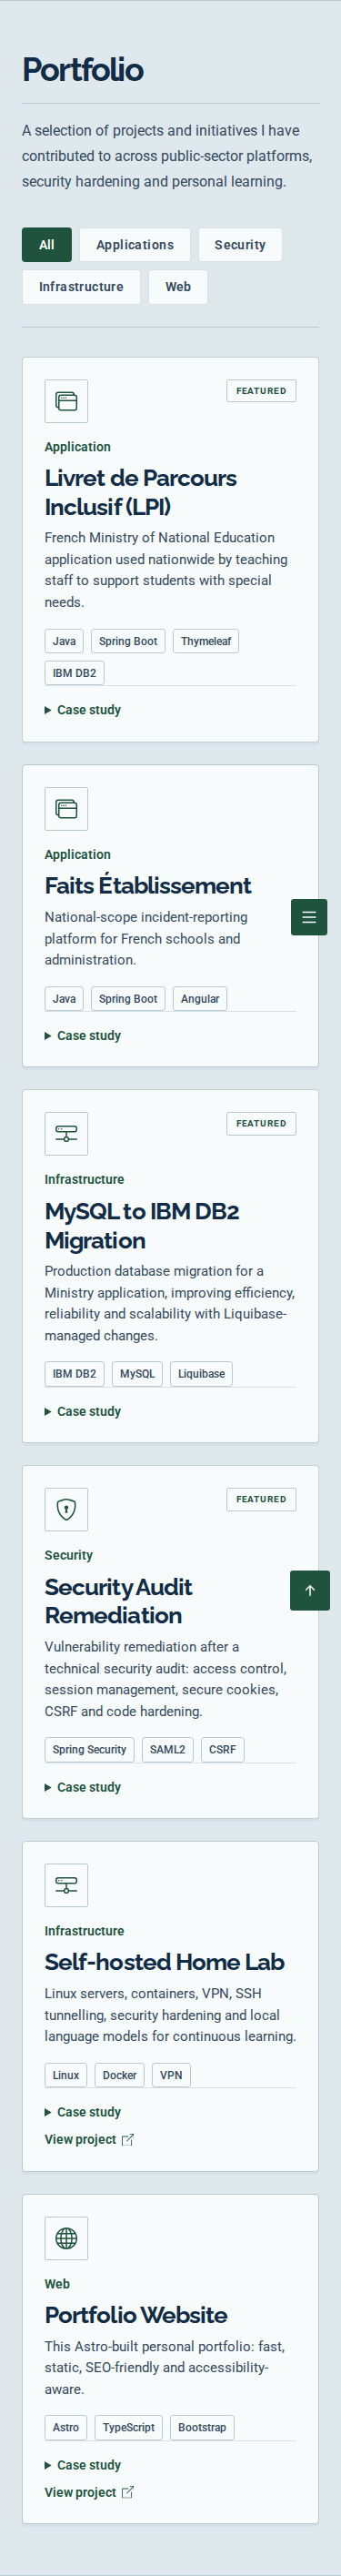 Portfolio
A selection of projects and initiatives I have
contributed to across public-sector platforms,
security hardening and personal learning.
All Applications Security
Infrastructure Web
FEATURED
Application
Livret de Parcours
Inclusif (LPI)
French Ministry of National Education
application used nationwide by teaching
staff to support students with special
needs.
Java Spring Boot Thymeleaf
IBM DB2
Case study
Application
Faits Établissement
National-scope incident-reporting
platform for French schools and
administration.
Java Spring Boot Angular
Case study
FEATURED
Infrastructure
MySQL to IBM DB2
Migration
Production database migration for a
Ministry application, improving efficiency,
reliability and scalability with Liquibase-
managed changes.
IBM DB2 MySQL Liquibase
Case study
FEATURED
Security
Security Audit
Remediation
Vulnerability remediation after a
technical security audit: access control,
session management, secure cookies,
CSRF and code hardening.
Spring Security SAML2 CSRF
Case study
Infrastructure
Self-hosted Home Lab
Linux servers, containers, VPN, SSH
tunnelling, security hardening and local
language models for continuous learning.
Linux Docker VPN
Case study
View project
Web
Portfolio Website
This Astro-built personal portfolio: fast,
static, SEO-friendly and accessibility-
aware.
Astro TypeScript Bootstrap
Case study
View project